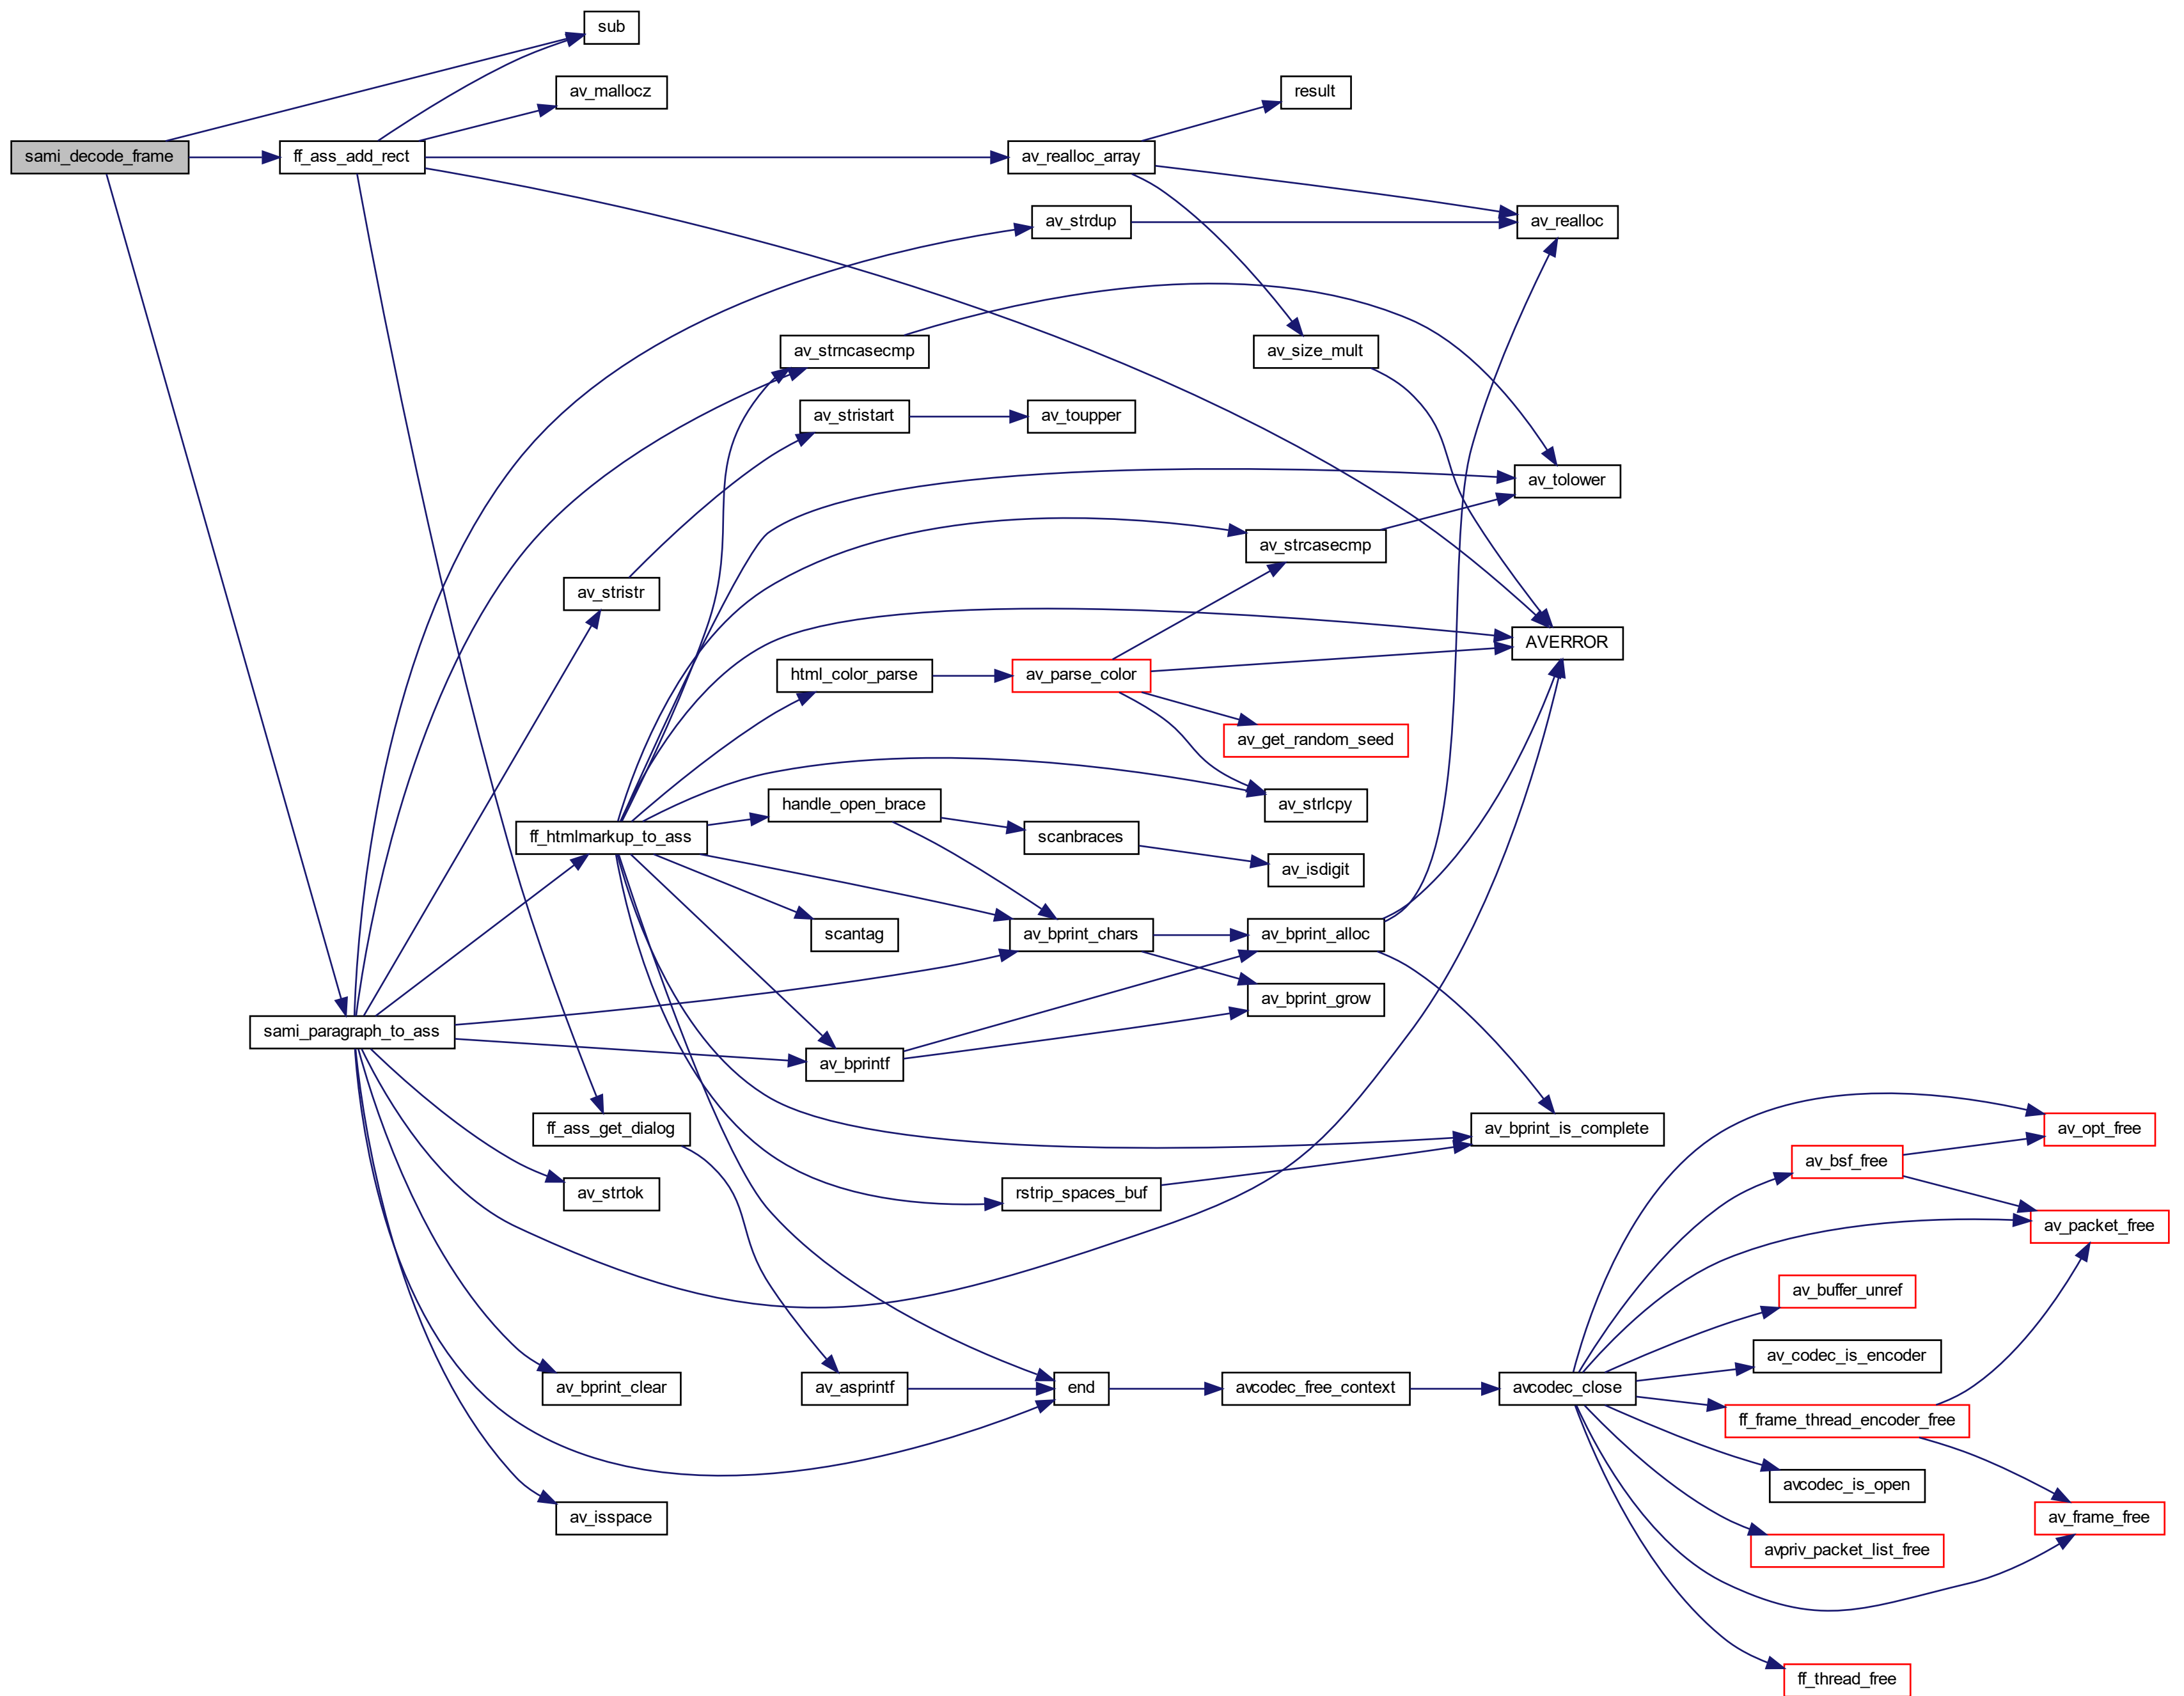 sub
av_mallocz
result
sami_decode_frame
ff_ass_add_rect
av_realloc_array
av_strdup
av_realloc
av_strncasecmp
av_size_mult
av_stristart
av_toupper
av_tolower
av_strcasecmp
av_stristr
AVERROR
html_color_parse
av_parse_color
av_get_random_seed
av_strlcpy
handle_open_brace
ff_htmlmarkup_to_ass
scanbraces
av_isdigit
scantag
av_bprint_chars
av_bprint_alloc
av_bprint_grow
sami_paragraph_to_ass
av_bprintf
ff_ass_get_dialog
av_bprint_is_complete
av_opt_free
av_bsf_free
av_strtok
rstrip_spaces_buf
av_packet_free
av_buffer_unref
av_codec_is_encoder
av_bprint_clear
av_asprintf
end
avcodec_free_context
avcodec_close
ff_frame_thread_encoder_free
avcodec_is_open
av_isspace
av_frame_free
avpriv_packet_list_free
ff_thread_free